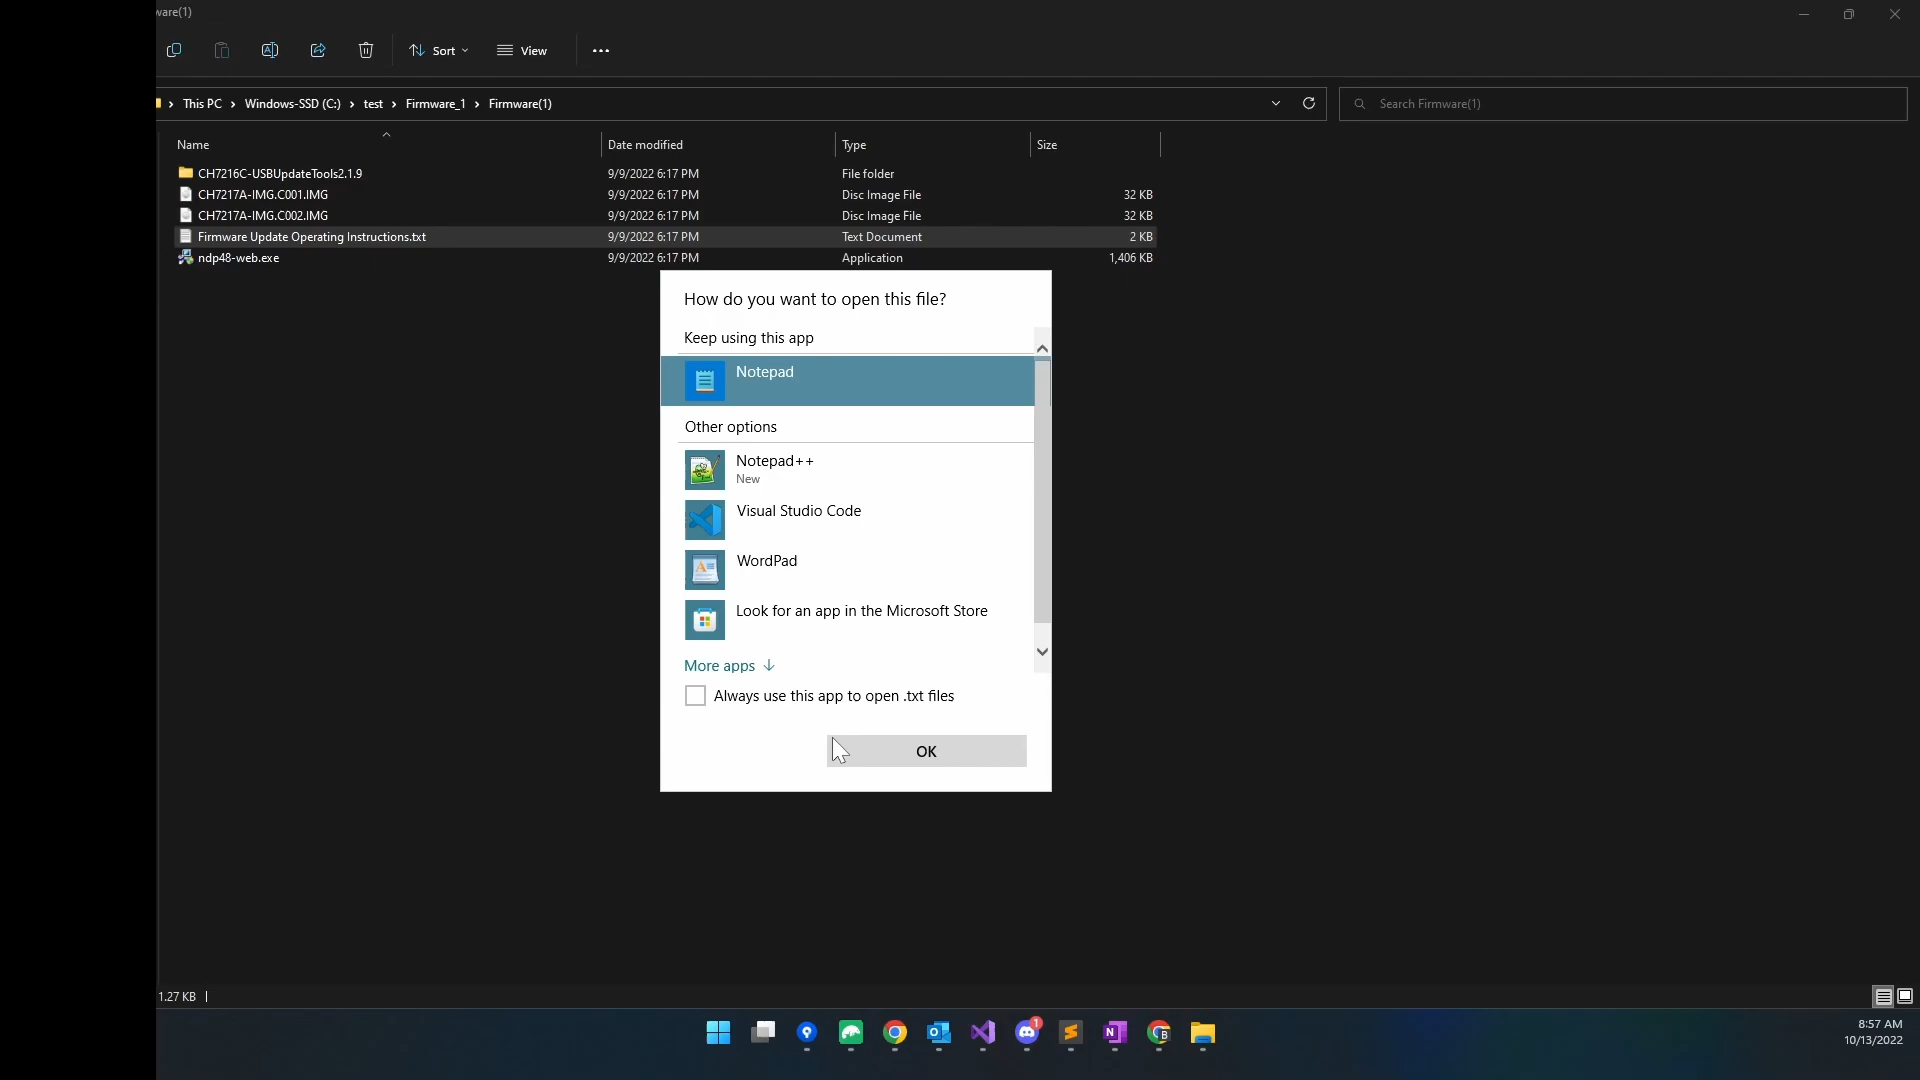 ware(1)
Sort
View
This PC > Windows-SSD (C:) > test > Firmware_1 > Firmware(1)
Search Firmware(1)
Name Date modified Type Size
CH7216C-USBUpdateTools2.1.9 9/9/2022 6:17 PM File folder
CH7217A-IMG.C001.IMG 9/9/2022 6:17 PM Disc Image File 32 KB
CH7217A-IMG.C002.IMG 9/9/2022 6:17 PM Disc Image File 32 KB
Firmware Update Operating Instructions.txt 9/9/2022 6:17 PM Text Document 2 KB
ndp48-web.exe 9/9/2022 6:17 PM Application 1,406 KB
How do you want to open this file?
Keep using this app
Notepad
Other options
Notepad++
New
Visual Studio Code
WordPad
Look for an app in the Microsoft Store
More apps ↓
Always use this app to open .txt files
OK
1.27 KB
1
8:57 AM
10/13/2022